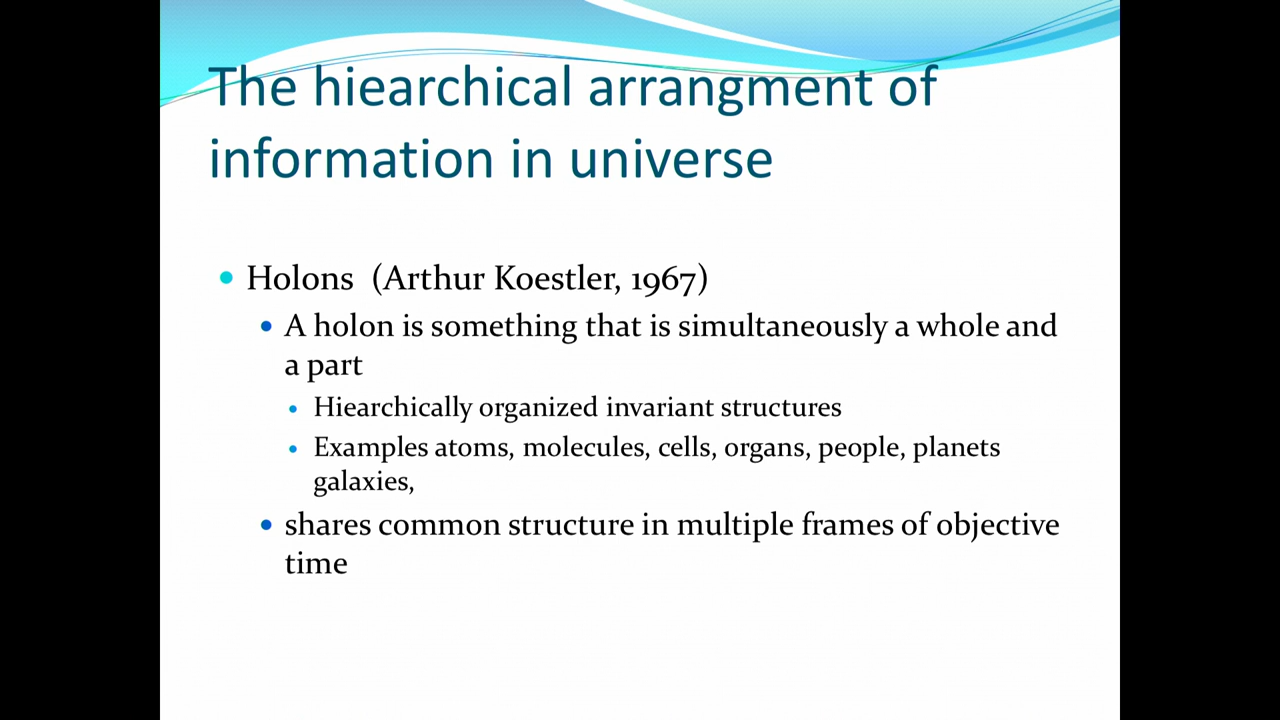 The hiearchical arrangment of
information in universe
Holons (Arthur Koestler, 1967)
A holon is something that is simultaneously a whole and
a part
Hiearchically organized invariant structures
Examples atoms, molecules, cells, organs, people, planets
galaxies,
shares common structure in multiple frames of objective
time